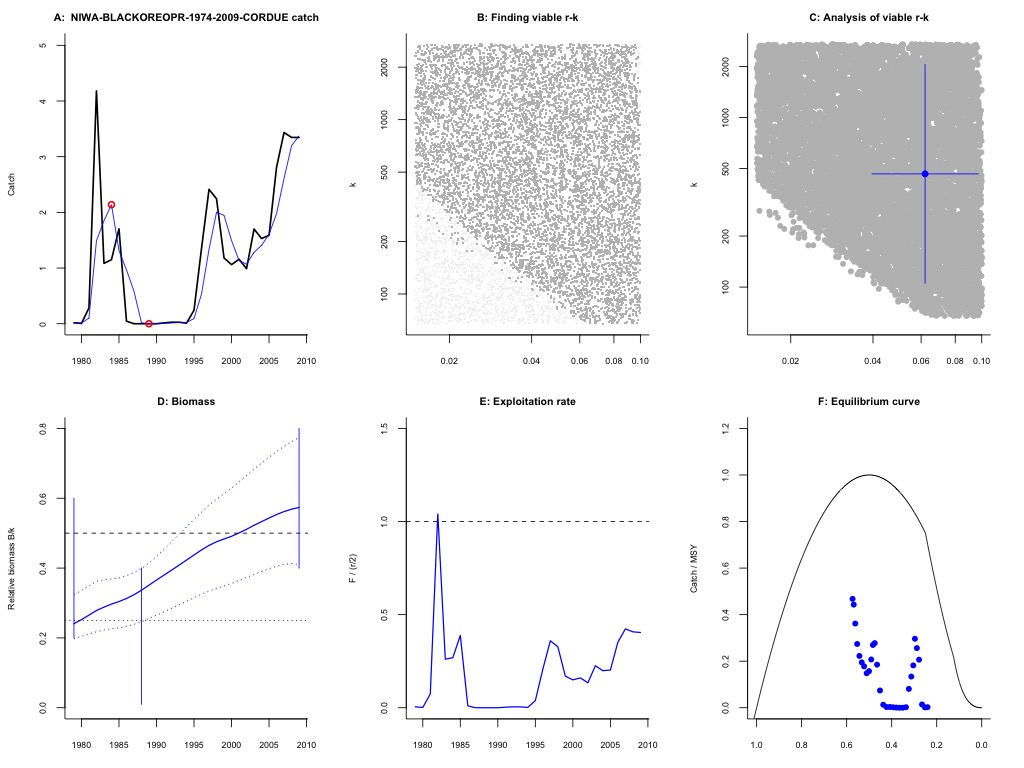 A:  NIWA-BLACKOREOPR-1974-2009-CORDUE catch
Catch
0 1 2 3 4 5
1980 1985 1990 1995 2000 2005 2010
B: Finding viable r-k
k
100 200 500 1000 2000
0.02 0.04 0.06 0.08 0.10
C: Analysis of viable r-k
k
100 200 500 1000 2000
0.02 0.04 0.06 0.08 0.10
D: Biomass
Relative biomass B/k
0.0 0.2 0.4 0.6 0.8
1980 1985 1990 1995 2000 2005 2010
E: Exploitation rate
F / (r/2)
0.0 0.5 1.0 1.5
1980 1985 1990 1995 2000 2005 2010
F: Equilibrium curve
Catch / MSY
0.0 0.2 0.4 0.6 0.8 1.0 1.2
1.0 0.8 0.6 0.4 0.2 0.0